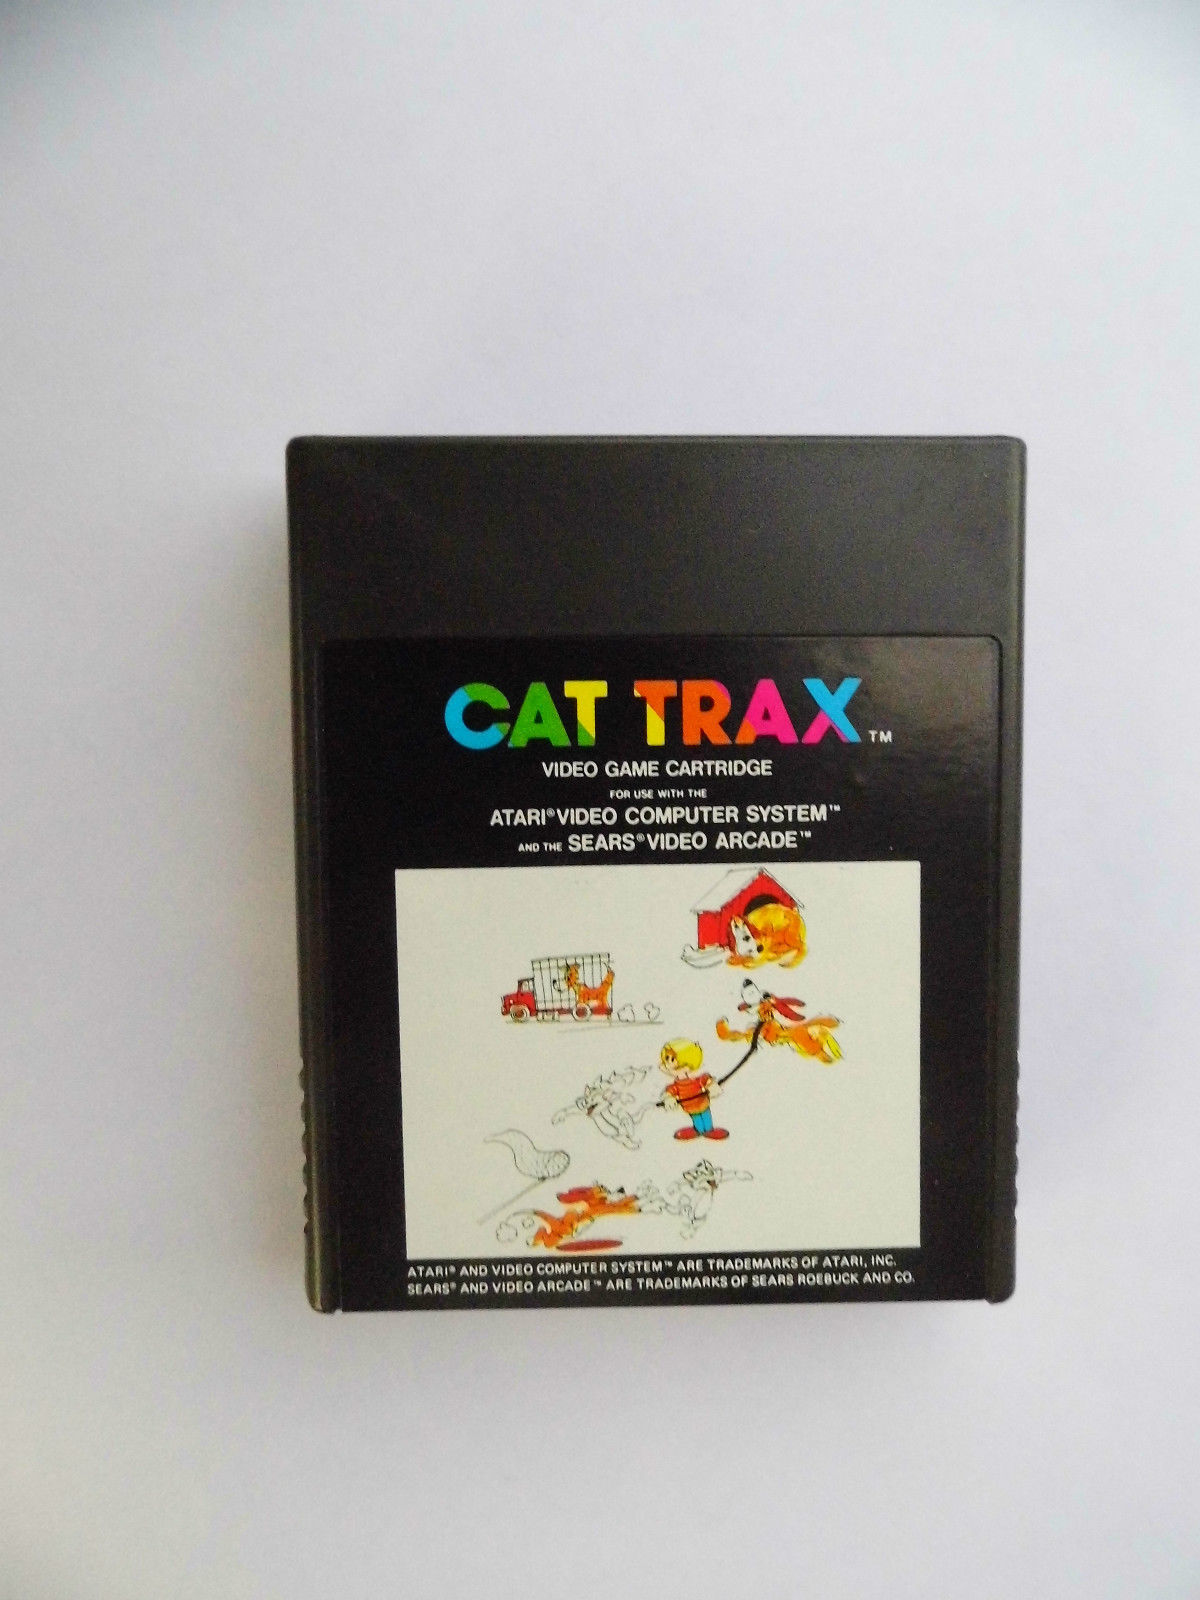 CAT TRAX™
VIDEO GAME CARTRIDGE
FOR USE WITH THE
ATARI® VIDEO COMPUTER SYSTEM™
AND THE SEARS® VIDEO ARCADE™
ATARI® AND VIDEO COMPUTER SYSTEM™ ARE TRADEMARKS OF ATARI, INC.
SEARS® AND VIDEO ARCADE™ ARE TRADEMARKS OF SEARS ROEBUCK AND CO.